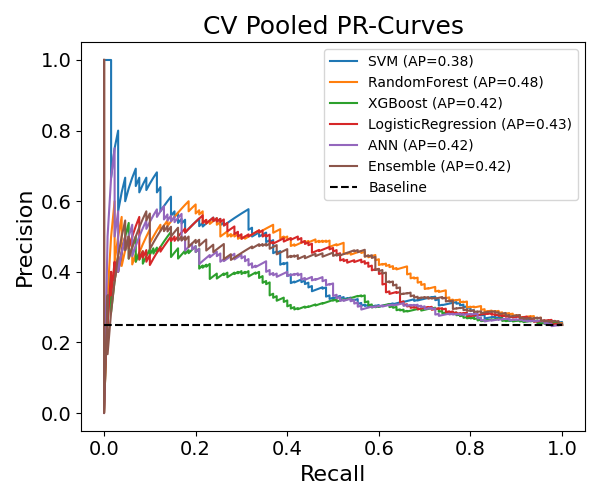 CV Pooled PR-Curves
SVM (AP=0.38)
RandomForest (AP=0.48)
XGBoost (AP=0.42)
LogisticRegression (AP=0.43)
ANN (AP=0.42)
Ensemble (AP=0.42)
Baseline
Precision
1.0
0.8
0.6
0.4
0.2
0.0
0.0 0.2 0.4 0.6 0.8 1.0
Recall